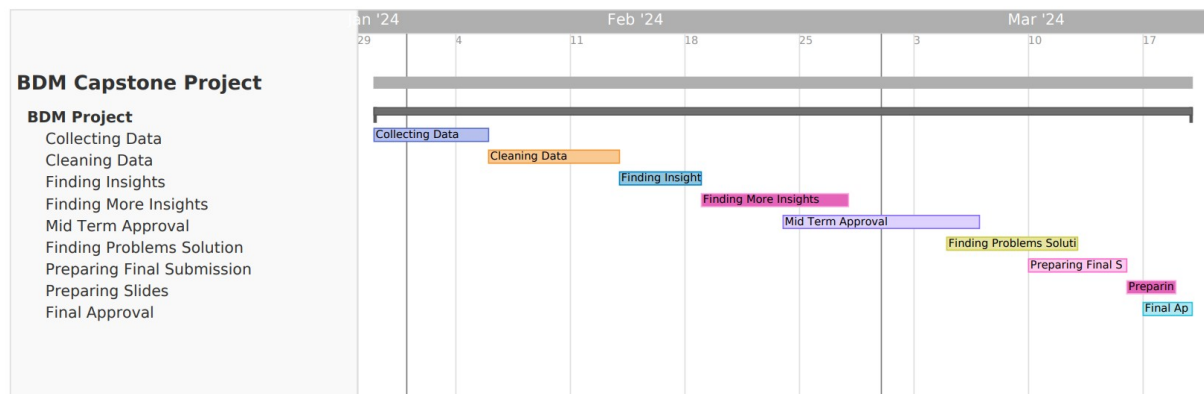 an '24 Feb '24 Mar '24
29 4 11 18 25 3 10 17
BDM Capstone Project
BDM Project
Collecting Data Collecting Data
Cleaning Data Cleaning Data
Finding Insights Finding Insight
Finding More Insights Finding More Insights
Mid Term Approval Mid Term Approval
Finding Problems Solution Finding Problems Soluti
Preparing Final Submission Preparing Final S
Preparing Slides Preparin
Final Approval Final Ap